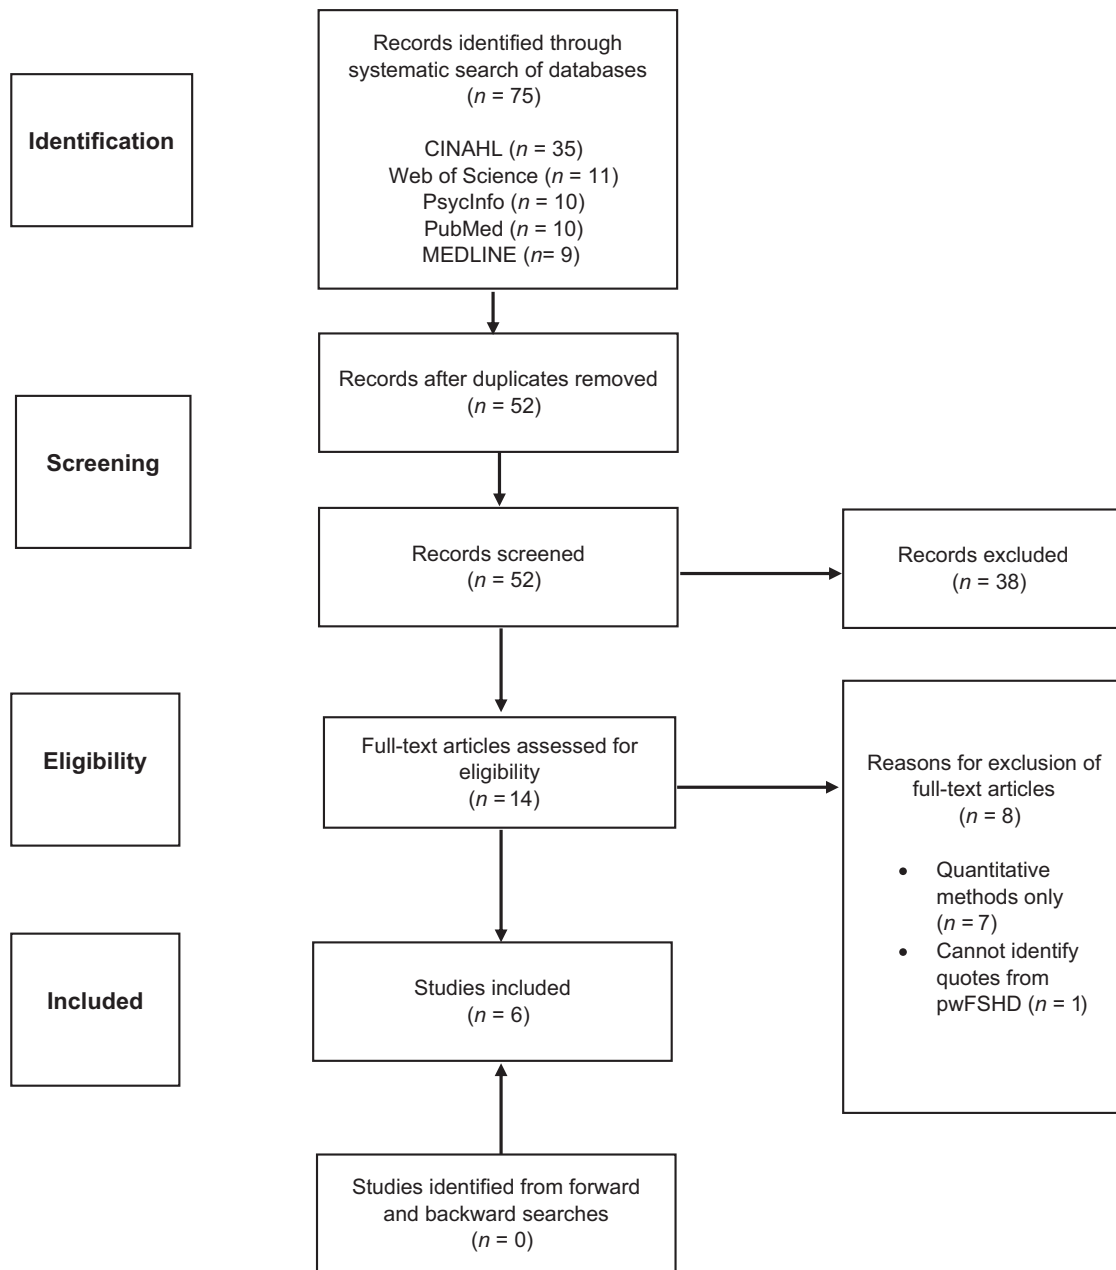 Identification
Records identified through
systematic search of databases
(n = 75)
CINAHL (n = 35)
Web of Science (n = 11)
PsycInfo (n = 10)
PubMed (n = 10)
MEDLINE (n= 9)
Records after duplicates removed
(n = 52)
Screening
Records screened
(n = 52)
Records excluded
(n = 38)
Eligibility
Full-text articles assessed for
eligibility
(n = 14)
Reasons for exclusion of
full-text articles
(n = 8)
• Quantitative
methods only
(n = 7)
• Cannot identify
quotes from
pwFSHD (n = 1)
Included
Studies included
(n = 6)
Studies identified from forward
and backward searches
(n = 0)